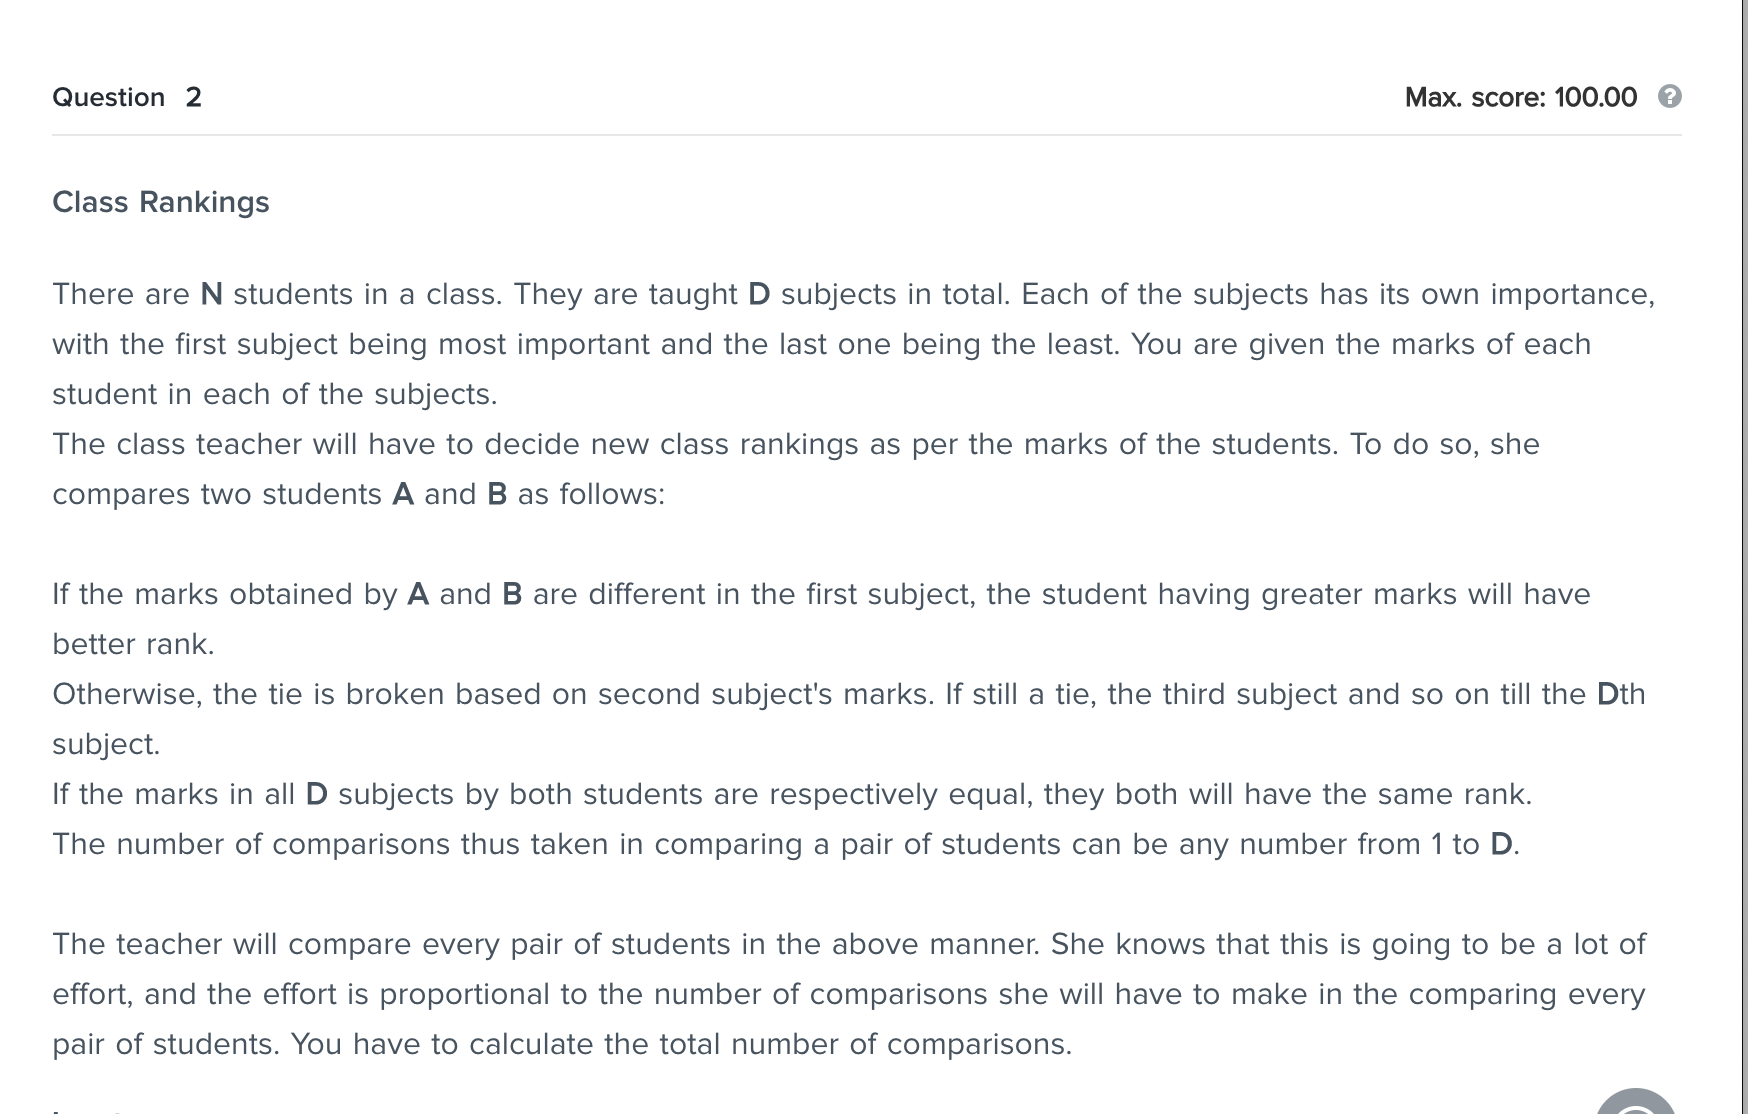 Question 2
Max. score: 100.00
Class Rankings
There are N students in a class. They are taught D subjects in total. Each of the subjects has its own importance,
with the first subject being most important and the last one being the least. You are given the marks of each
student in each of the subjects.
The class teacher will have to decide new class rankings as per the marks of the students. To do so, she
compares two students A and B as follows:
If the marks obtained by A and B are different in the first subject, the student having greater marks will have
better rank.
Otherwise, the tie is broken based on second subject's marks. If still a tie, the third subject and so on till the Dth
subject.
If the marks in all D subjects by both students are respectively equal, they both will have the same rank.
The number of comparisons thus taken in comparing a pair of students can be any number from 1 to D.
The teacher will compare every pair of students in the above manner. She knows that this is going to be a lot of
effort, and the effort is proportional to the number of comparisons she will have to make in the comparing every
pair of students. You have to calculate the total number of comparisons.